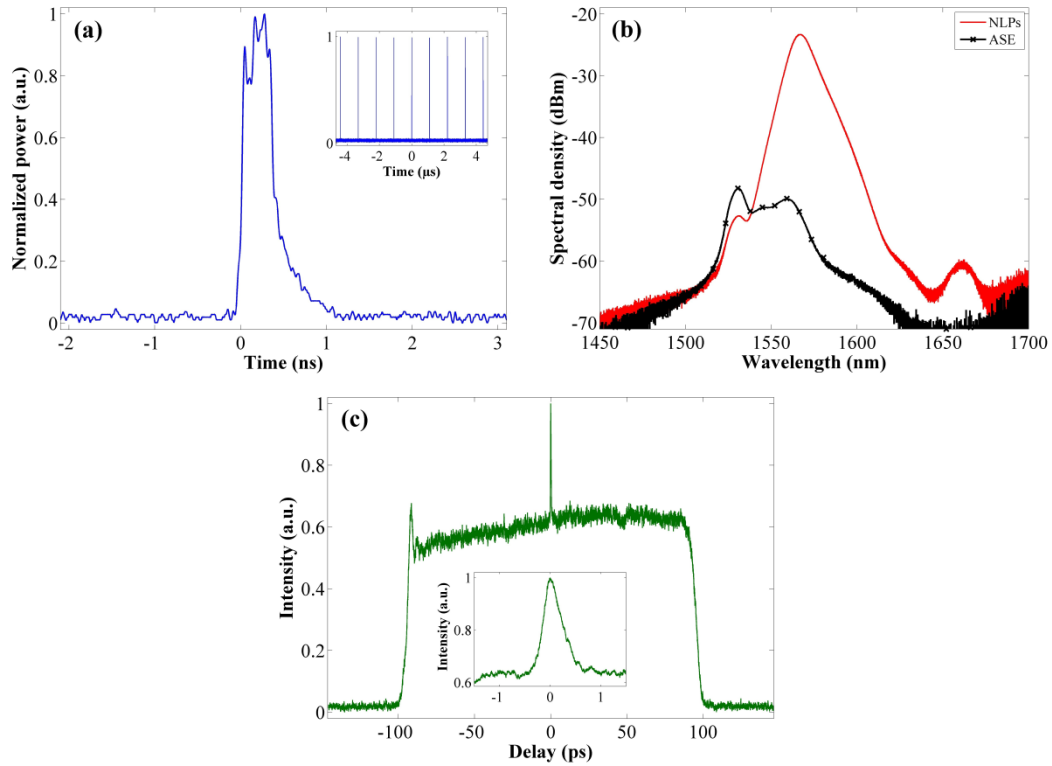 (a)
Normalized power (a.u.)
1
0.8
0.6
0.4
0.2
0
-2 -1 0 1 2 3
Time (ns)
1
0
-4 -2 0 2 4
Time (μs)
(b)
NLPs
ASE
Spectral density (dBm)
-20
-30
-40
-50
-60
-70
1450 1500 1550 1600 1650 1700
Wavelength (nm)
(c)
Intensity (a.u.)
1
0.8
0.6
0.4
0.2
0
-100 -50 0 50 100
Delay (ps)
Intensity (a.u.)
1
0.8
0.6
-1 0 1